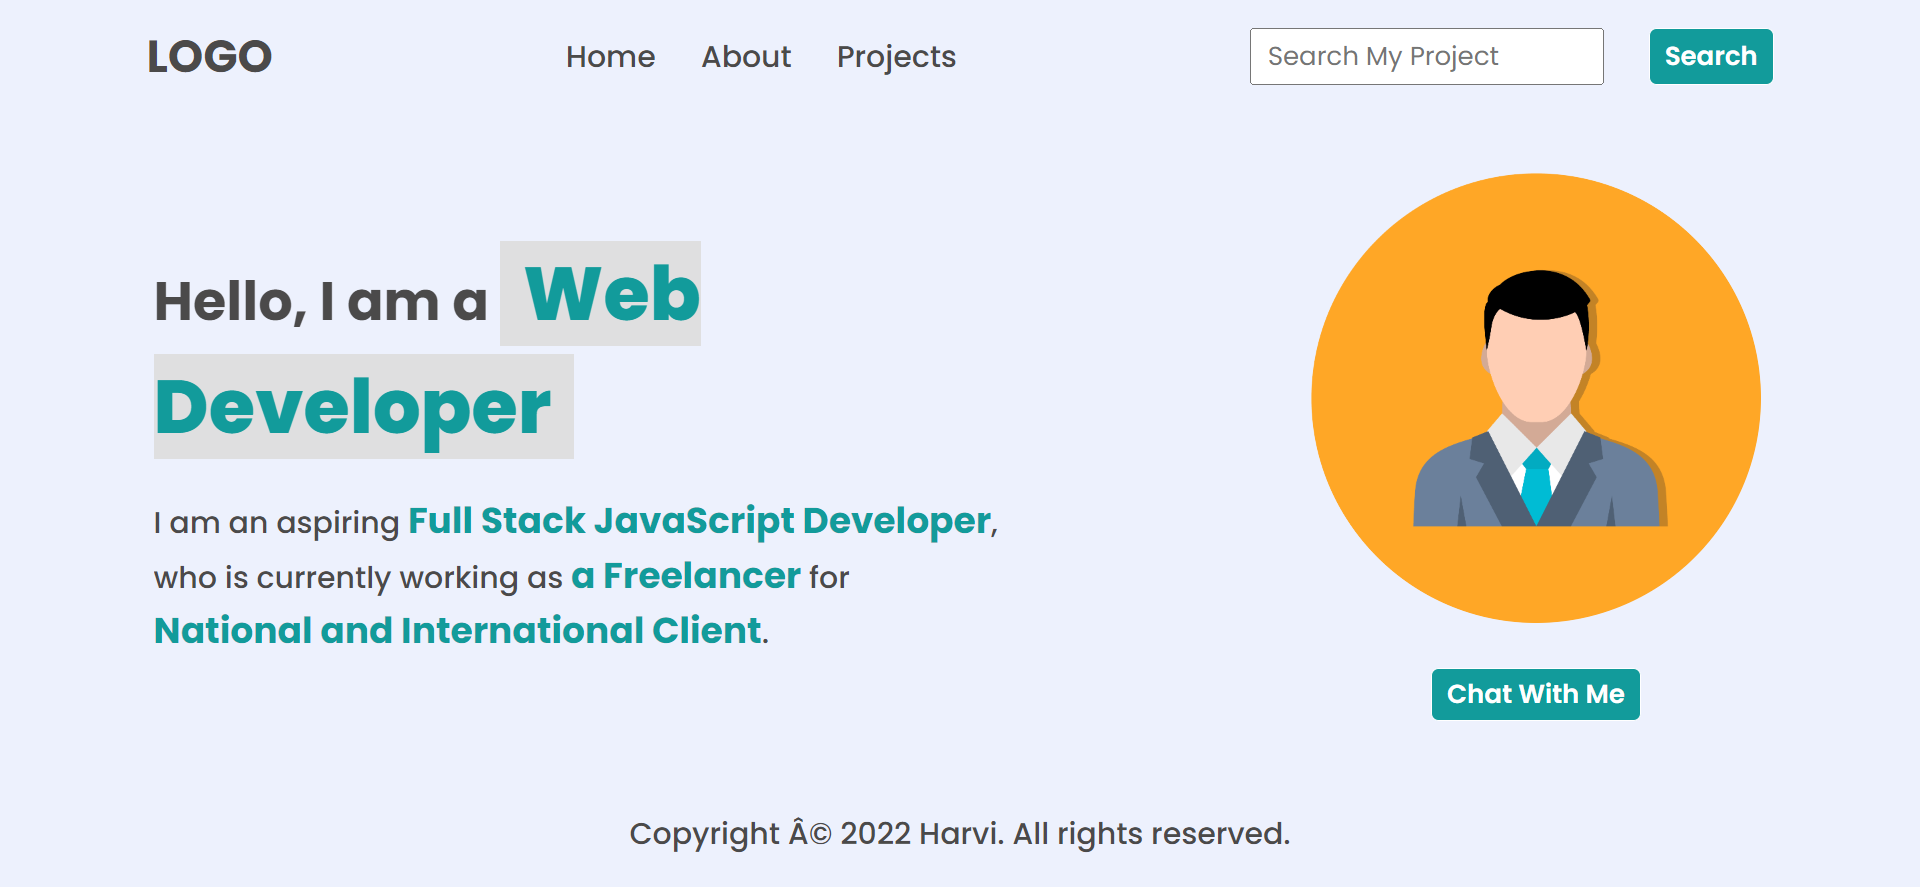 LOGO
Home About Projects
Search My Project
Search
Hello, I am a Web
Developer
I am an aspiring Full Stack JavaScript Developer,
who is currently working as a Freelancer for
National and International Client.
Chat With Me
Copyright Â© 2022 Harvi. All rights reserved.